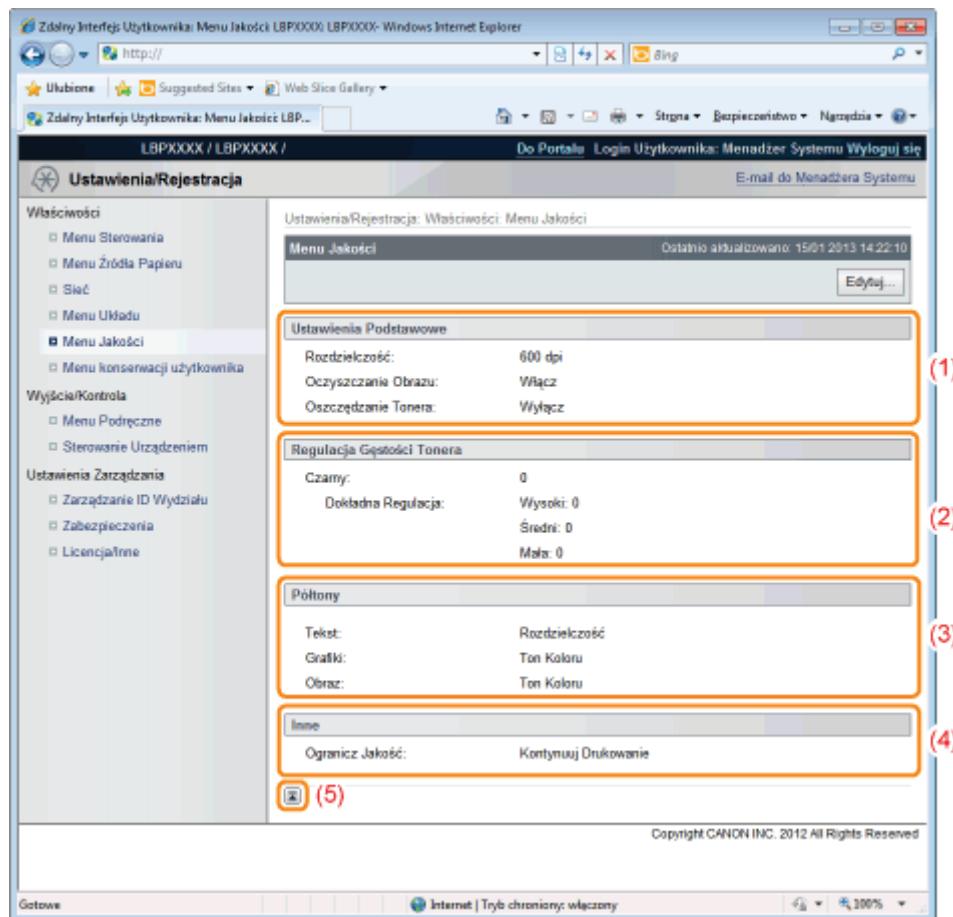 Zdalny Interfejs Użytkownika: Menu Jakości: LBPXXXX: LBPXXXX- Windows Internet Explorer
http://
Bing
Ulubione Suggested Sites Web Slice Gallery
Zdalny Interfejs Użytkownika: Menu Jakości: LBP... Strona Bezpieczeństwo Narzędzia
LBPXXXX / LBPXXXX / Do Portalu Login Użytkownika: Menadżer Systemu Wyloguj się
Ustawienia/Rejestracja E-mail do Menadżera Systemu
Właściwości
Menu Sterowania
Menu Źródła Papieru
Sieć
Menu Układu
Menu Jakości
Menu konserwacji użytkownika
Wyjście/Kontrola
Menu Podręczne
Sterowanie Urządzeniem
Ustawienia Zarządzania
Zarządzanie ID Wydziału
Zabezpieczenia
Licencja/Inne
Ustawienia/Rejestracja: Właściwości: Menu Jakości
Menu Jakości Ostatnio aktualizowano: 15/01 2013 14:22:10
Edytuj...
Ustawienia Podstawowe
Rozdzielczość: 600 dpi
Oczyszczanie Obrazu: Włącz
Oszczędzanie Tonera: Wyłącz
(1)
Regulacja Gęstości Tonera
Czarny: 0
Dokładna Regulacja: Wysoki: 0
Średni: 0
Mała: 0
(2)
Półtony
Tekst: Rozdzielczość
Grafiki: Ton Koloru
Obraz: Ton Koloru
(3)
Inne
Ogranicz Jakość: Kontynuuj Drukowanie
(4)
(5)
Copyright CANON INC. 2012 All Rights Reserved
Gotowe Internet | Tryb chroniony: włączony 100%